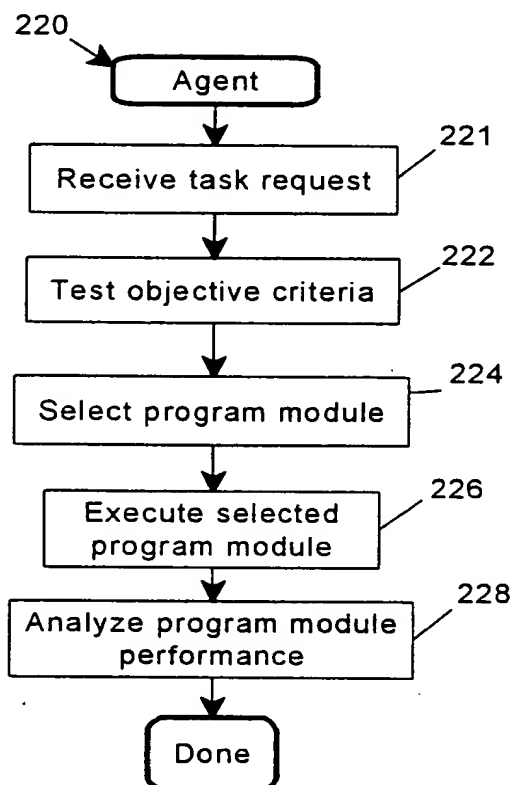 220
Agent
221
Receive task request
222
Test objective criteria
224
Select program module
226
Execute selected
program module
228
Analyze program module
performance
Done